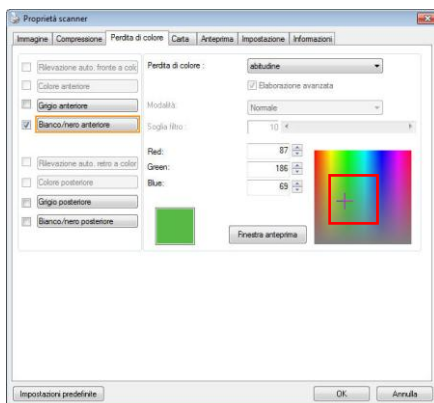 Proprietà scanner
Immagine Compressione Perdita di colore Carta Anteprima Impostazione Informazioni
Rilevazione auto. fronte a colo
Perdita di colore : abitudine
Colore anteriore
Elaborazione avanzata
Grigio anteriore
Modalità: Normale
Bianco/nero anteriore
Soglia filtro : 10
Red: 87
Rilevazione auto. retro a color
Green: 186
Colore posteriore
Blue: 69
Grigio posteriore
Bianco/nero posteriore
Finestra anteprima
Impostazioni predefinite OK Annulla